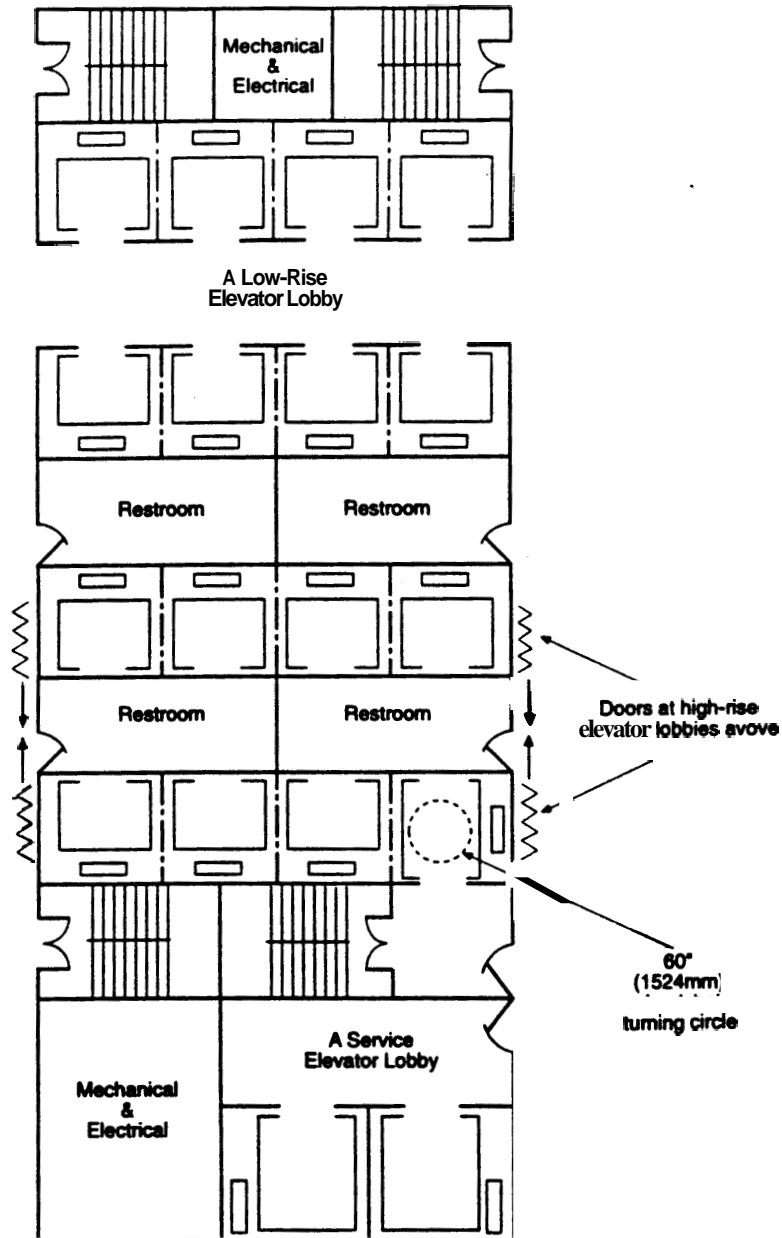 Mechanical
&
Electrical
A Low-Rise
Elevator Lobby
Restroom
Restroom
Restroom
Restroom
Doors at high-rise
elevator lobbies avove
60"
(1524mm)
turning circle
A Service
Elevator Lobby
Mechanical
&
Electrical